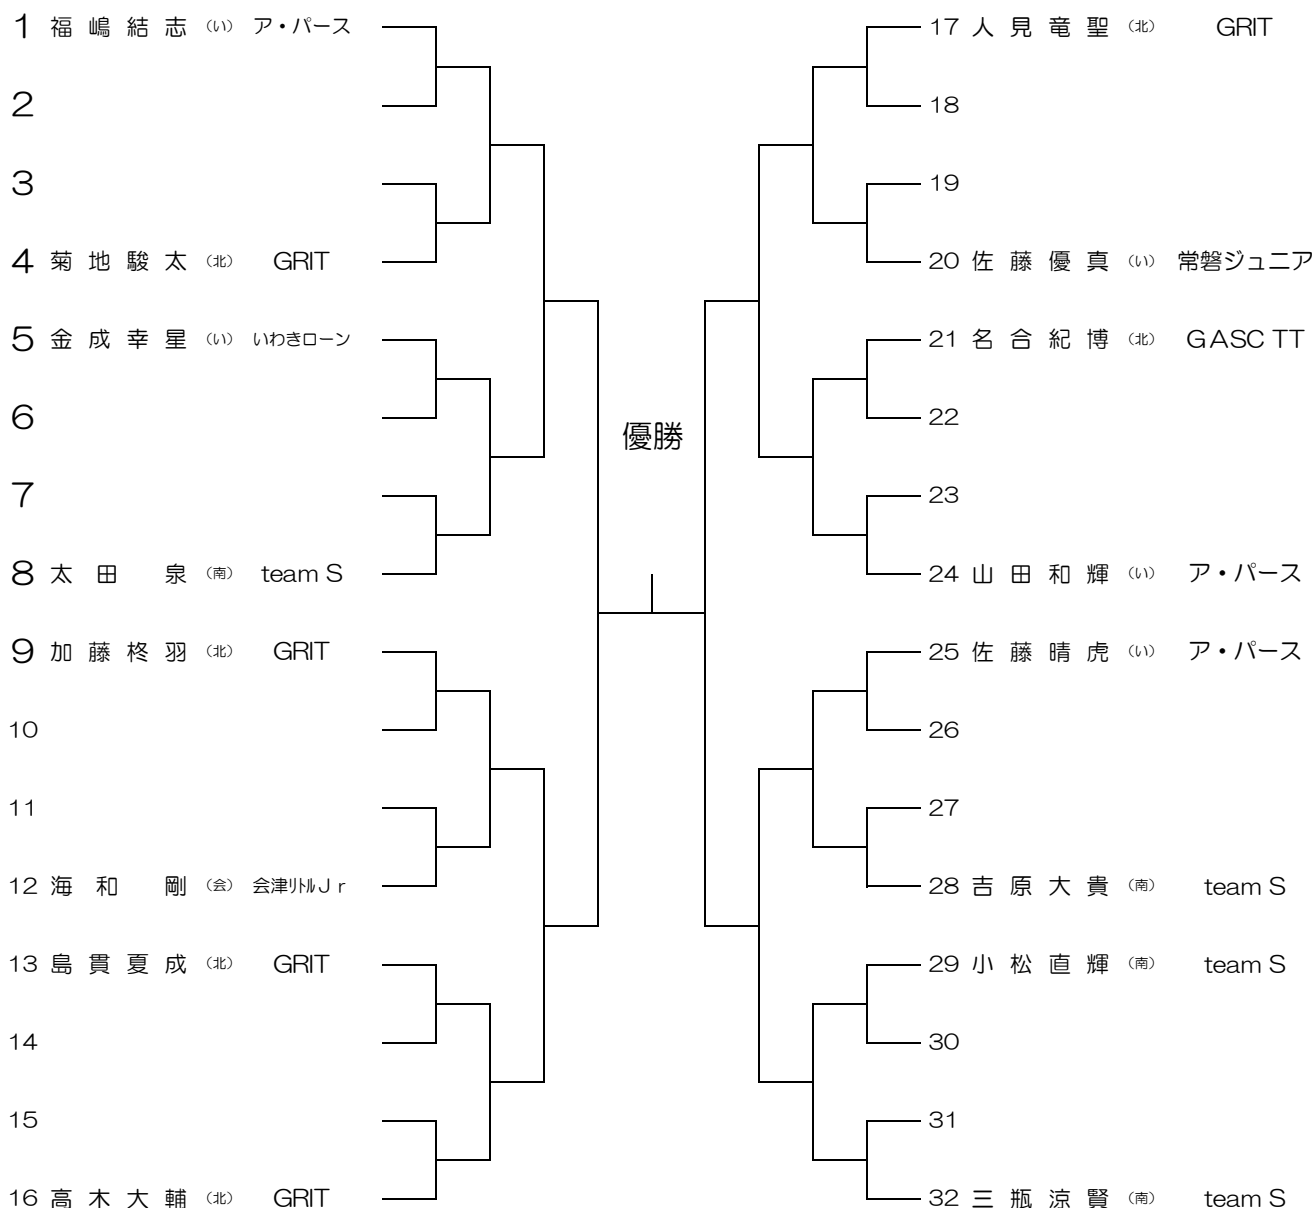 1 福嶋結志 (い) ア・パース
2
3
4 菊地駿太 (北) GRIT
5 金成幸星 (い) いわきローン
6
7
8 太田 泉 (南) team S
9 加藤柊羽 (北) GRIT
10
11
12 海和 剛 (会) 会津ﾘﾄﾙＪｒ
13 島貫夏成 (北) GRIT
14
15
16 高木大輔 (北) GRIT
優勝
17 人見竜聖 (北) GRIT
18
19
20 佐藤優真 (い) 常磐ジュニア
21 名合紀博 (北) GASC TT
22
23
24 山田和輝 (い) ア・パース
25 佐藤晴虎 (い) ア・パース
26
27
28 吉原大貴 (南) team S
29 小松直輝 (南) team S
30
31
32 三瓶涼賢 (南) team S